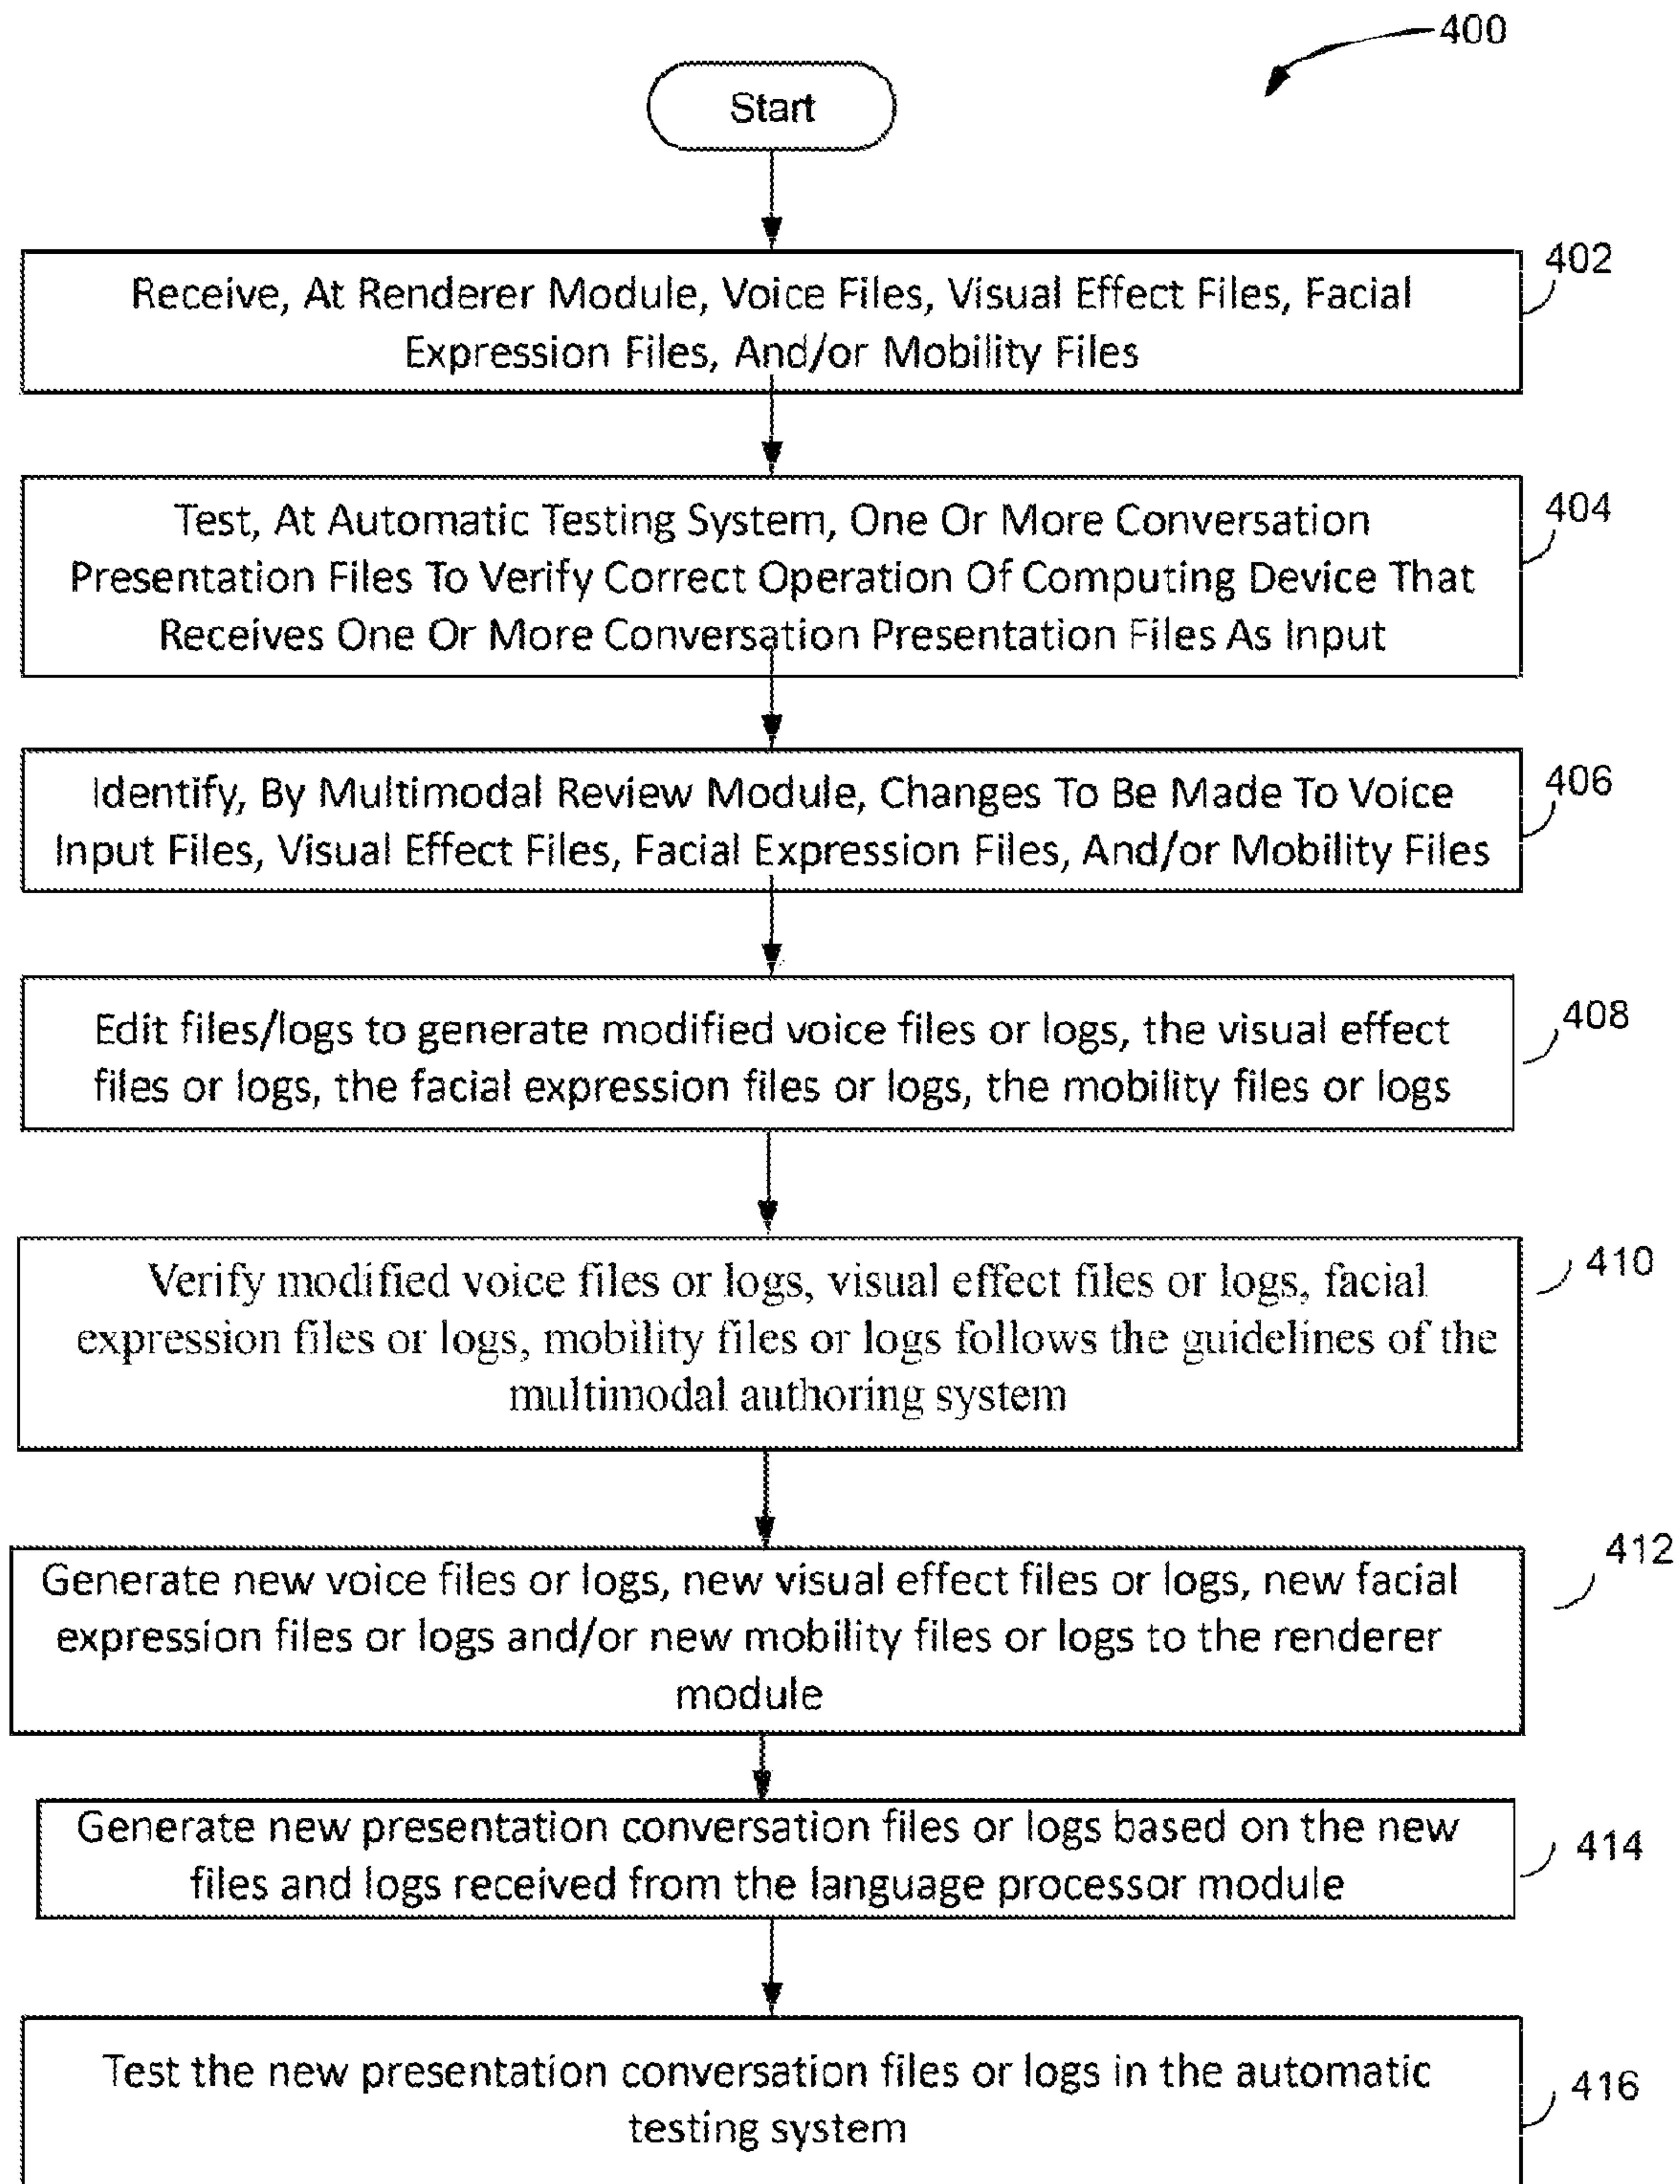 400
Start
402
Receive, At Renderer Module, Voice Files, Visual Effect Files, Facial
Expression Files, And/or Mobility Files
404
Test, At Automatic Testing System, One Or More Conversation
Presentation Files To Verify Correct Operation Of Computing Device That
Receives One Or More Conversation Presentation Files As Input
406
Identify, By Multimodal Review Module, Changes To Be Made To Voice
Input Files, Visual Effect Files, Facial Expression Files, And/or Mobility Files
408
Edit files/logs to generate modified voice files or logs, the visual effect
files or logs, the facial expression files or logs, the mobility files or logs
410
Verify modified voice files or logs, visual effect files or logs, facial
expression files or logs, mobility files or logs follows the guidelines of the
multimodal authoring system
412
Generate new voice files or logs, new visual effect files or logs, new facial
expression files or logs and/or new mobility files or logs to the renderer
module
414
Generate new presentation conversation files or logs based on the new
files and logs received from the language processor module
416
Test the new presentation conversation files or logs in the automatic
testing system